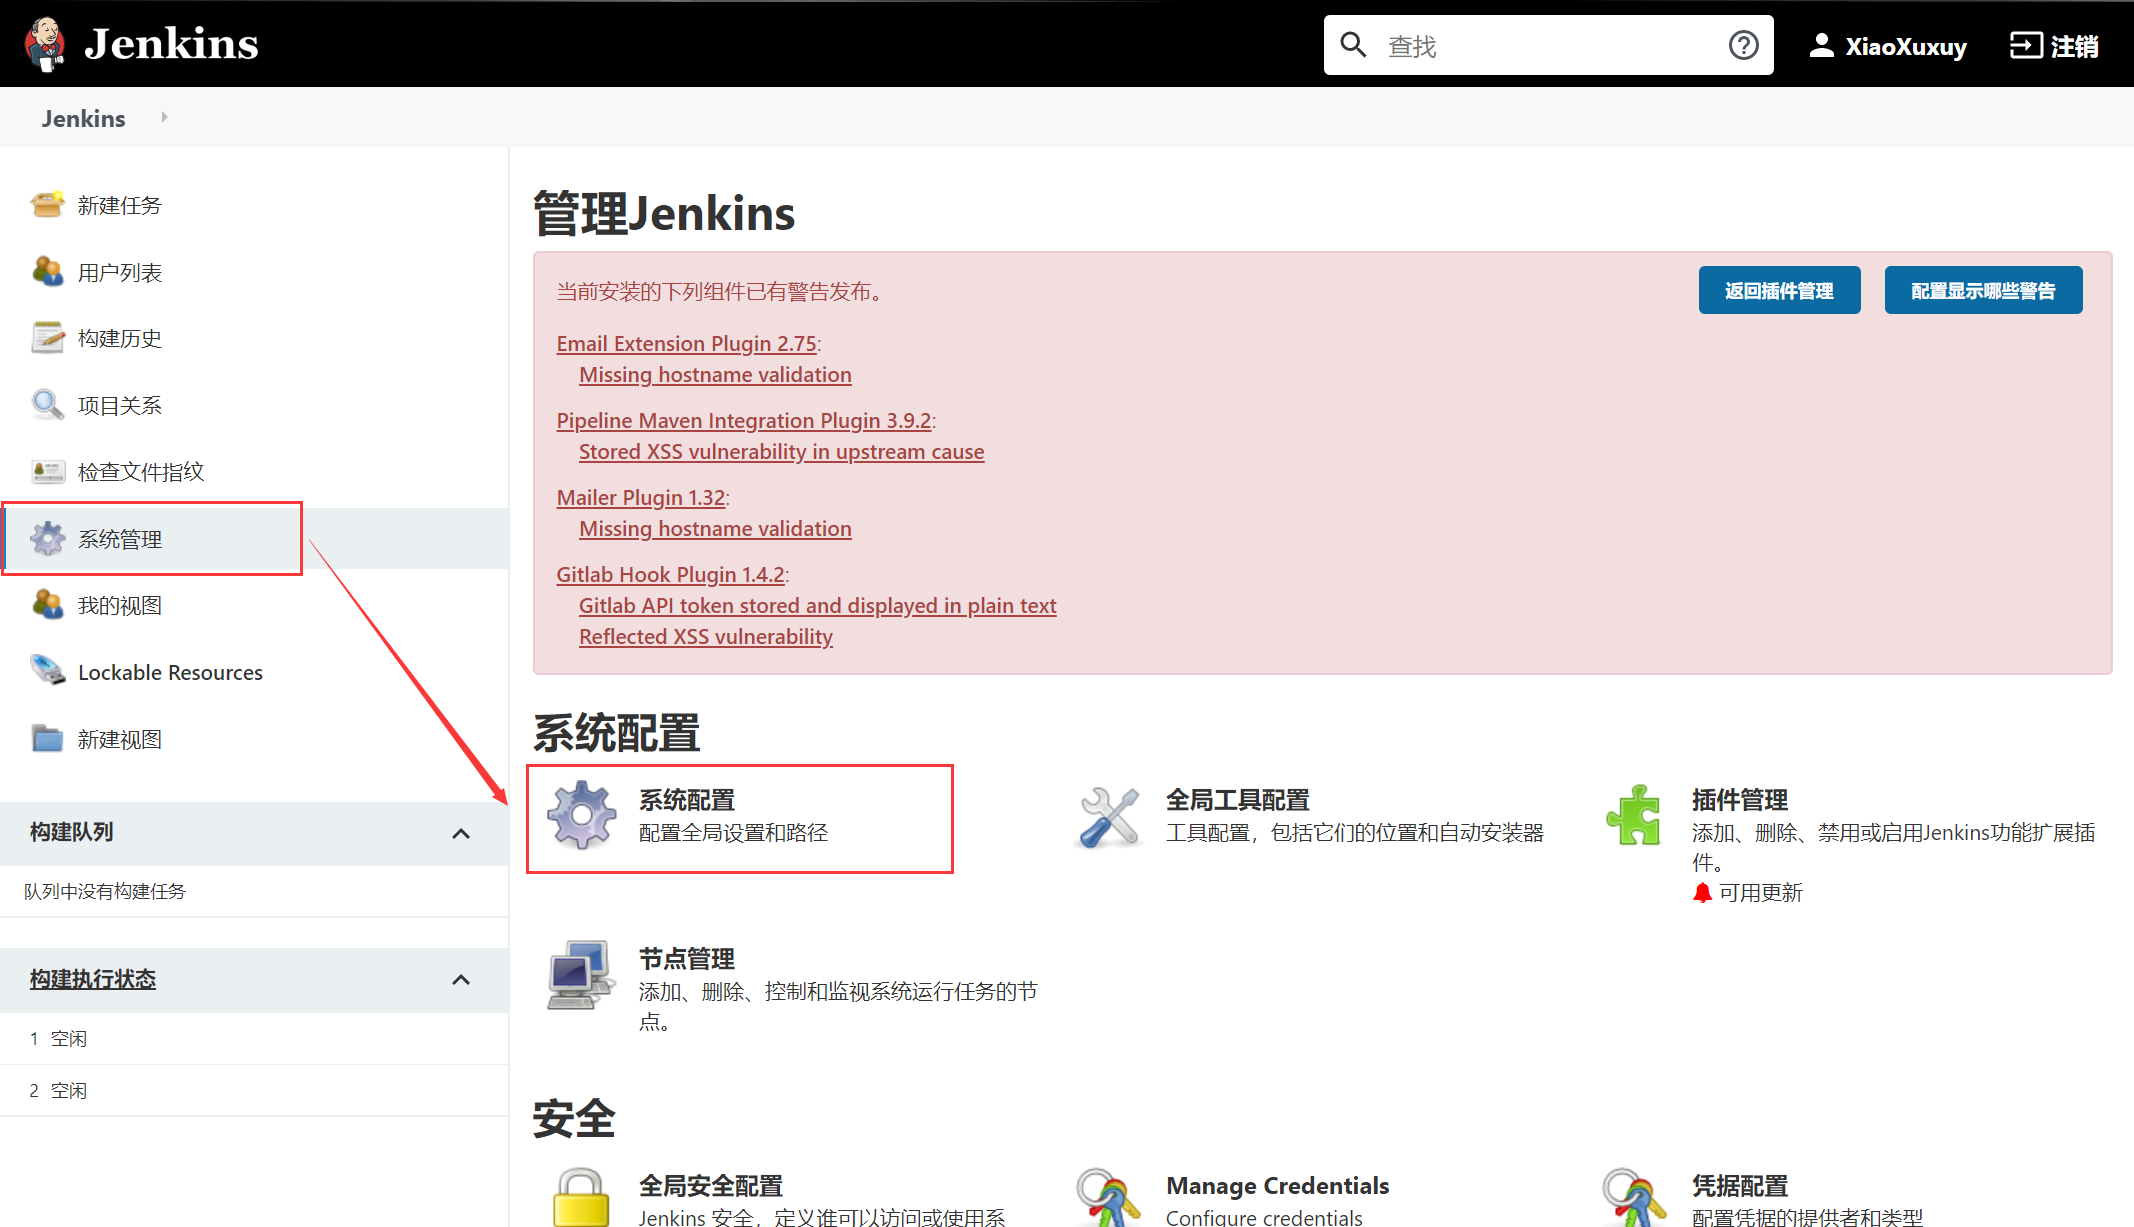 Jenkins
查找
XiaoXuxuy
注销
Jenkins
新建任务
用户列表
构建历史
项目关系
检查文件指纹
系统管理
我的视图
Lockable Resources
新建视图
构建队列
队列中没有构建任务
构建执行状态
1 空闲
2 空闲
管理Jenkins
当前安装的下列组件已有警告发布。
返回插件管理
配置显示哪些警告
Email Extension Plugin 2.75:
Missing hostname validation
Pipeline Maven Integration Plugin 3.9.2:
Stored XSS vulnerability in upstream cause
Mailer Plugin 1.32:
Missing hostname validation
Gitlab Hook Plugin 1.4.2:
Gitlab API token stored and displayed in plain text
Reflected XSS vulnerability
系统配置
系统配置
配置全局设置和路径
全局工具配置
工具配置，包括它们的位置和自动安装器
插件管理
添加、删除、禁用或启用Jenkins功能扩展插
件。
可用更新
节点管理
添加、删除、控制和监视系统运行任务的节
点。
安全
全局安全配置
Jenkins 安全，定义谁可以访问或使用系
Manage Credentials
Configure credentials
凭据配置
配置凭据的提供者和类型